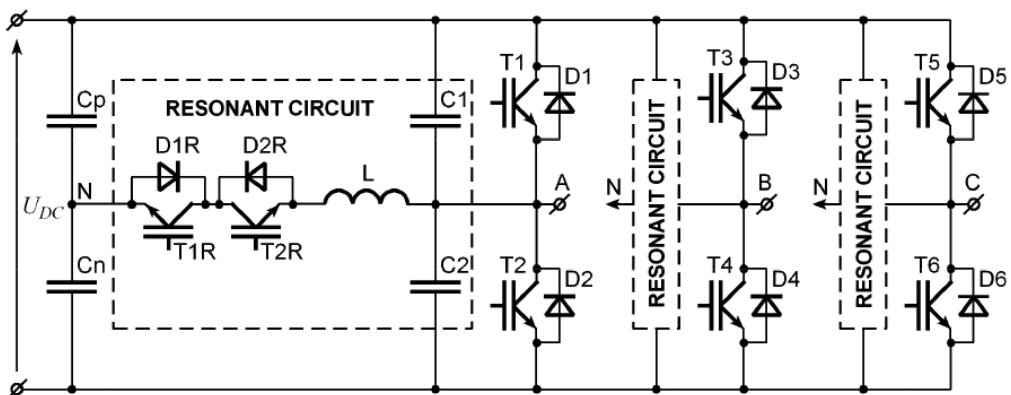 U_DC
Cp
Cn
N
RESONANT CIRCUIT
D1R
D2R
T1R
T2R
L
C1
C2
T1
D1
A
T2
D2
N
RESONANT CIRCUIT
T3
D3
B
T4
D4
N
RESONANT CIRCUIT
T5
D5
C
T6
D6